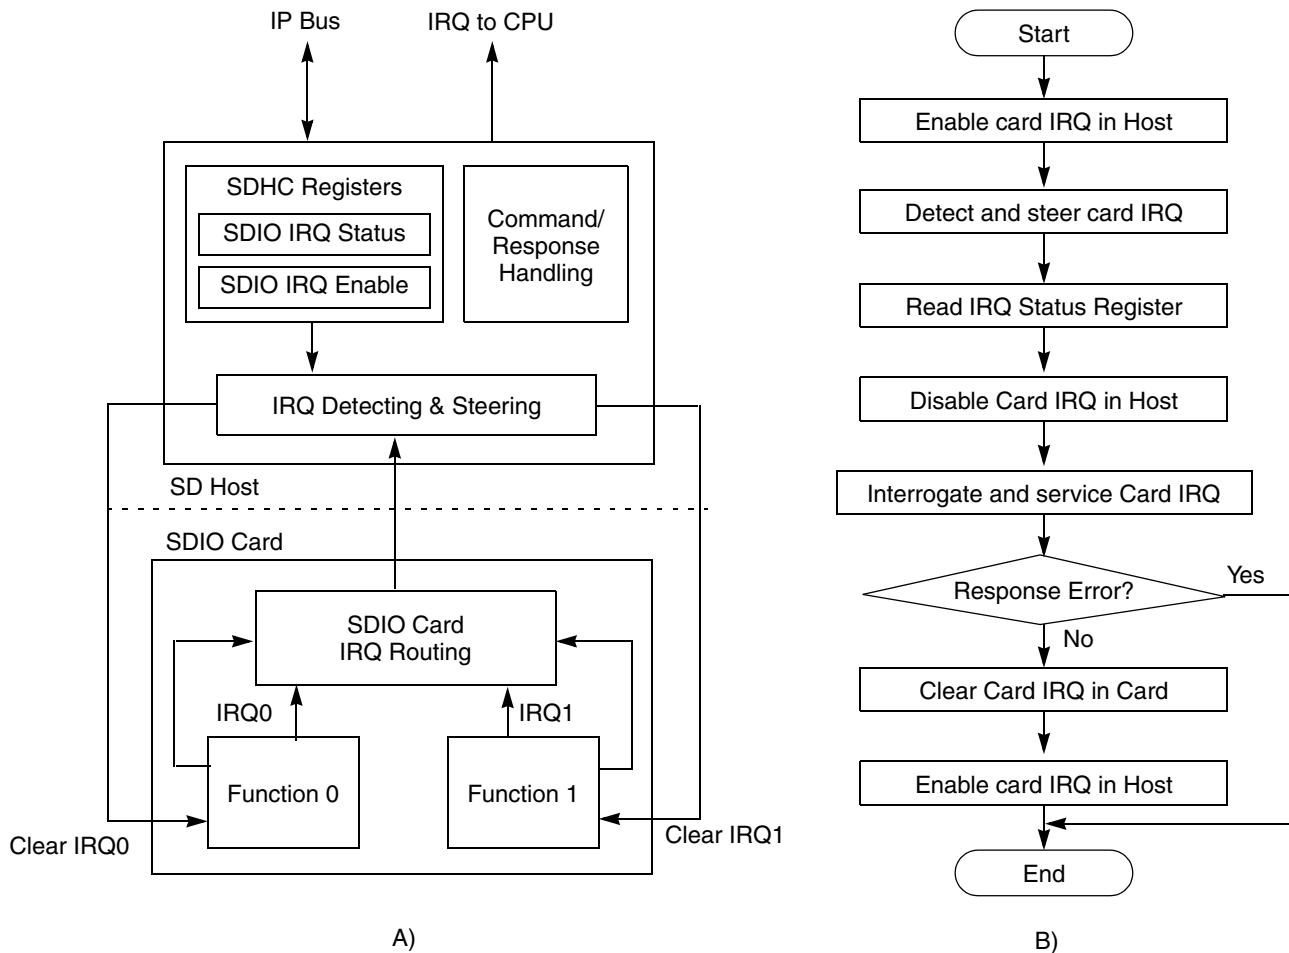 IP Bus
IRQ to CPU
SDHC Registers
SDIO IRQ Status
SDIO IRQ Enable
Command/
Response
Handling
IRQ Detecting & Steering
SD Host
SDIO Card
SDIO Card
IRQ Routing
IRQ0
IRQ1
Function 0
Function 1
Clear IRQ0
Clear IRQ1
A)
Start
Enable card IRQ in Host
Detect and steer card IRQ
Read IRQ Status Register
Disable Card IRQ in Host
Interrogate and service Card IRQ
Response Error?
Yes
No
Clear Card IRQ in Card
Enable card IRQ in Host
End
B)